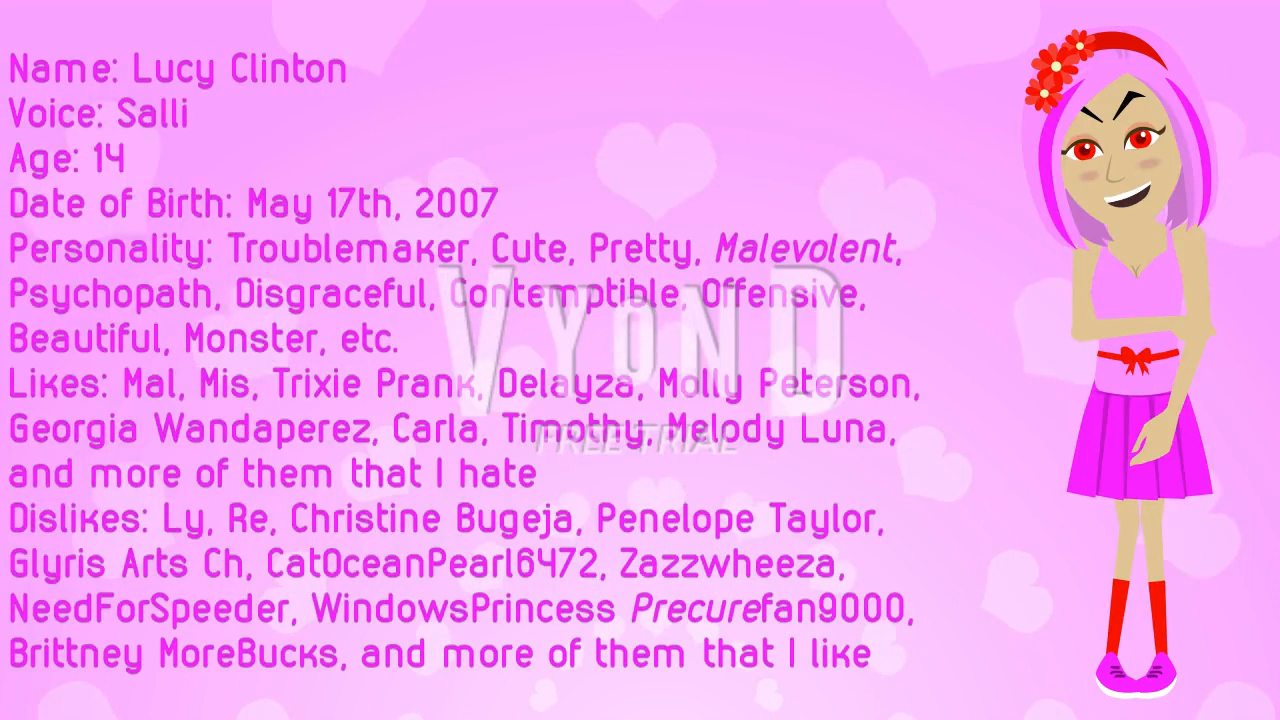 Name: Lucy Clinton
Voice: Salli
Age: 14
Date of Birth: May 17th, 2007
Personality: Troublemaker, Cute, Pretty, Malevolent,
Psychopath, Disgraceful, Contemptible, Offensive,
Beautiful, Monster, etc.
Likes: Mal, Mis, Trixie Prank, Delayza, Molly Peterson,
Georgia Wandaperez, Carla, Timothy, Melody Luna,
and more of them that I hate
Dislikes: Ly, Re, Christine Bugeja, Penelope Taylor,
Glyris Arts Ch, CatOceanPearl6472, Zazzwheeza,
NeedForSpeeder, WindowsPrincess Precurefan9000,
Brittney MoreBucks, and more of them that I like
VYOND
FREE TRIAL